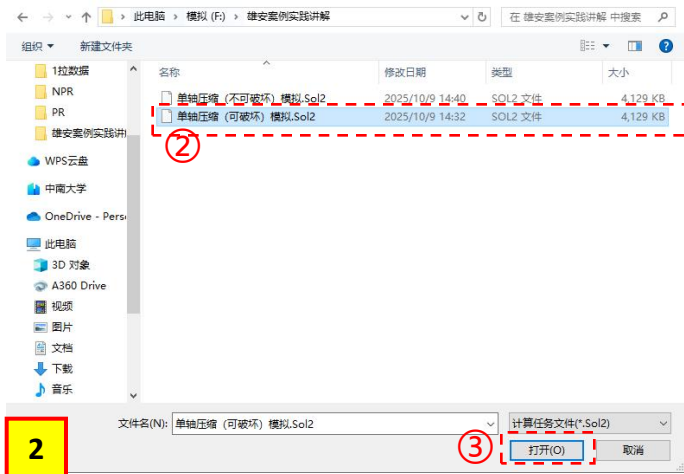 此电脑 › 模拟 (F:) › 雄安案例实践讲解
在 雄安案例实践讲解 中搜索
组织
新建文件夹
1拉数据
NPR
PR
雄安案例实践讲
WPS云盘
中南大学
OneDrive - Pers
此电脑
3D 对象
A360 Drive
视频
图片
文档
下载
音乐
名称 修改日期 类型 大小
单轴压缩（不可破坏）模拟.Sol2 2025/10/9 14:40 SOL2 文件 4,129 KB
单轴压缩（可破坏）模拟.Sol2 2025/10/9 14:32 SOL2 文件 4,129 KB
②
文件名(N): 单轴压缩（可破坏）模拟.Sol2 计算任务文件(*.Sol2)
③
打开(O) 取消
2